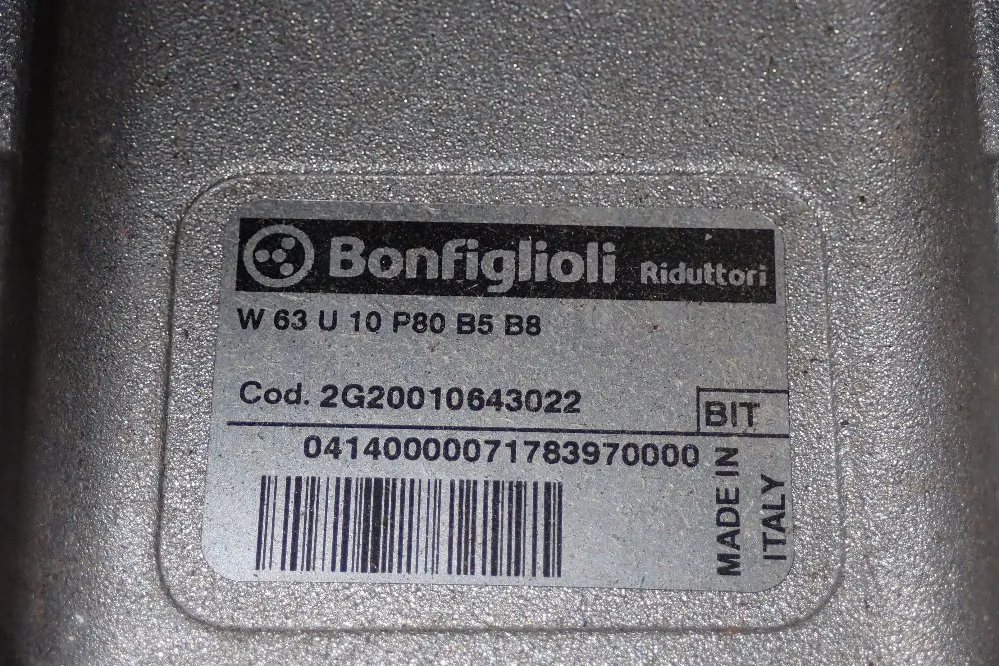 Bonfiglioli Riduttori
W 63 U 10 P80 B5 B8
Cod. 2G20010643022
BIT
04140000071783970000
MADE IN
ITALY